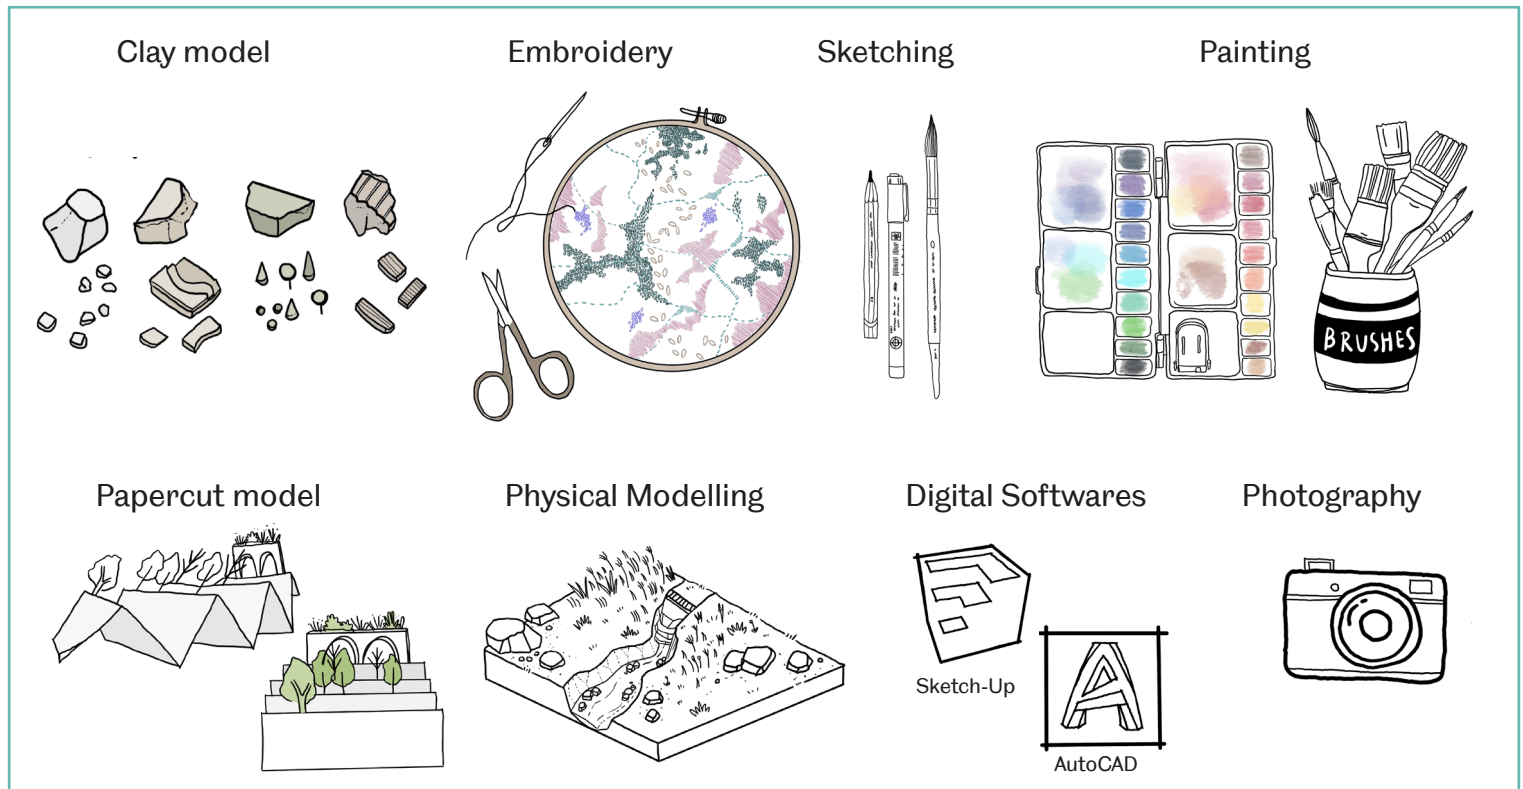 Clay model
Embroidery
Sketching
Painting
BRUSHES
Papercut model
Physical Modelling
Digital Softwares
Photography
Sketch-Up
AutoCAD